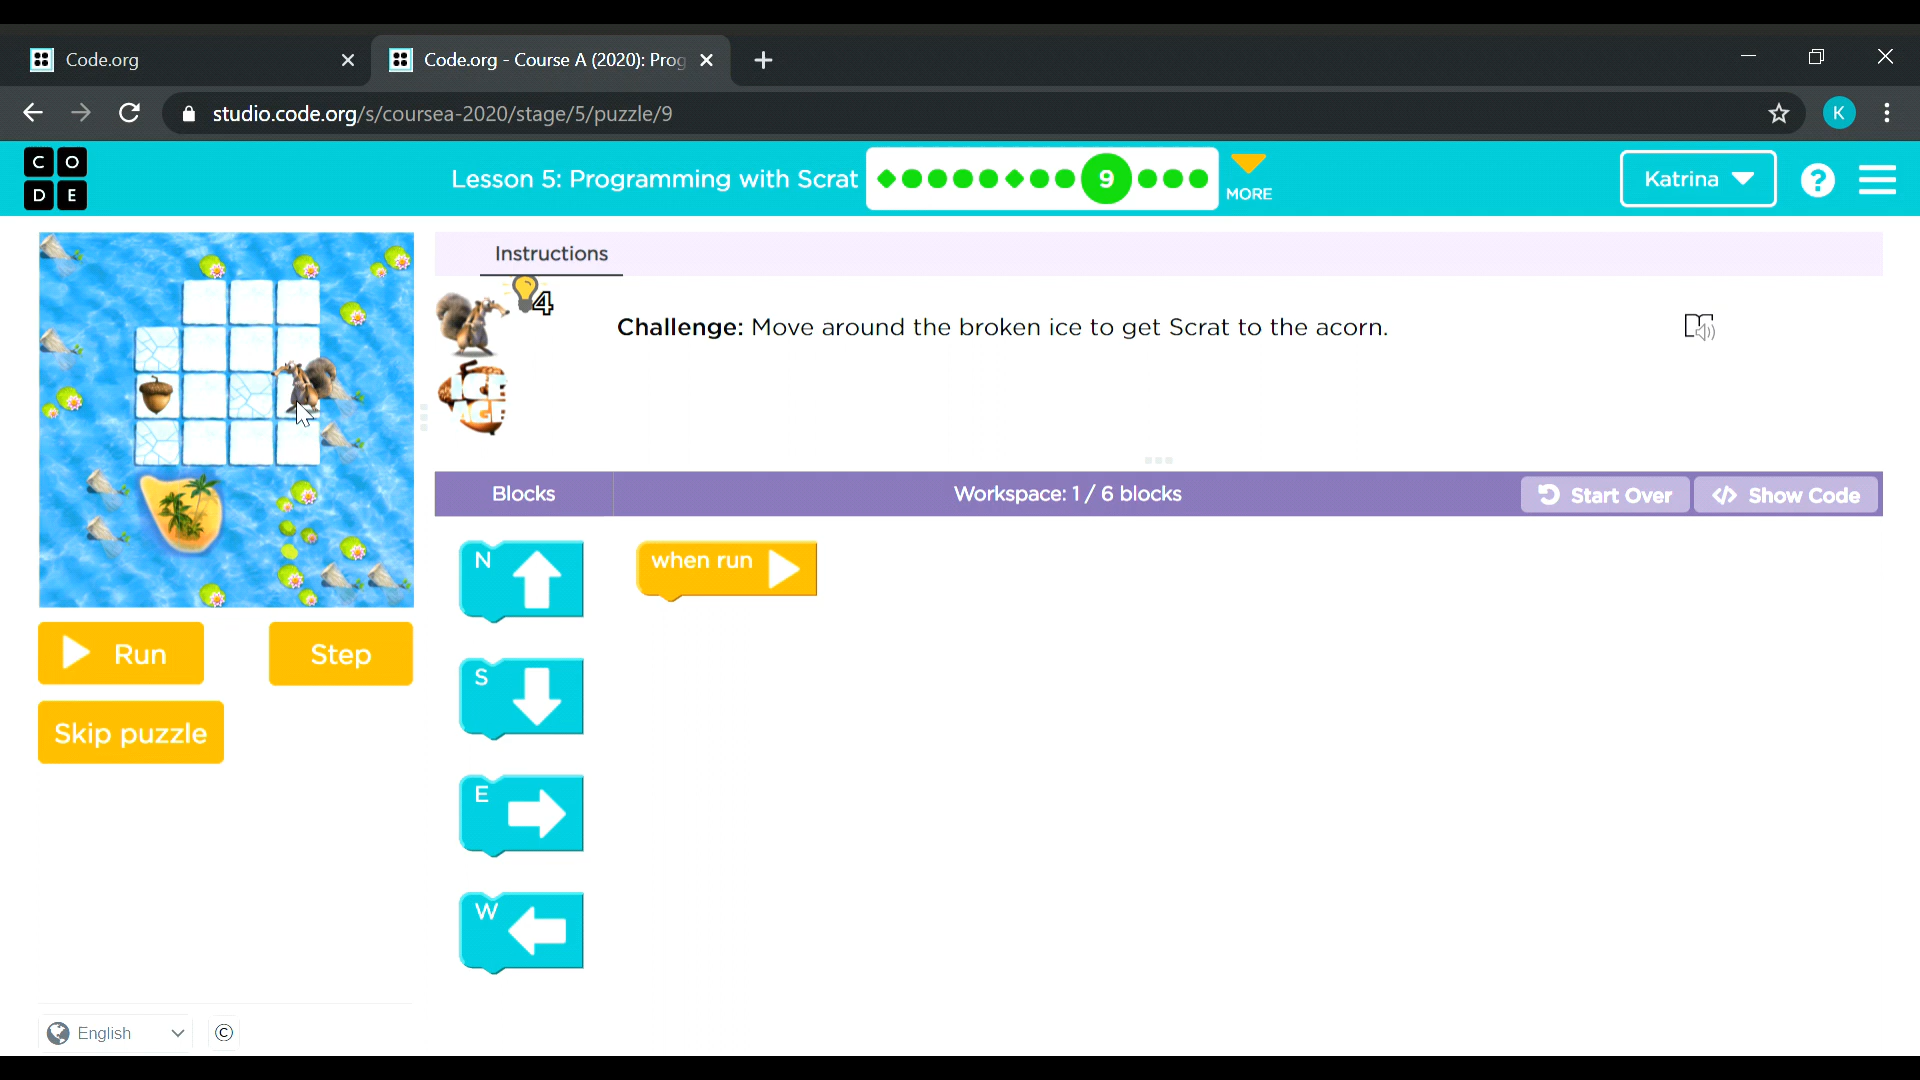 Code.org
Code.org - Course A (2020): Prog
studio.code.org/s/coursea-2020/stage/5/puzzle/9
K
C O
D E
Lesson 5: Programming with Scrat
9
MORE
Katrina
?
Instructions
4
Challenge: Move around the broken ice to get Scrat to the acorn.
ICE
AGE
Blocks
Workspace: 1 / 6 blocks
Start Over
</> Show Code
N
when run
S
E
W
Run
Step
Skip puzzle
English
©